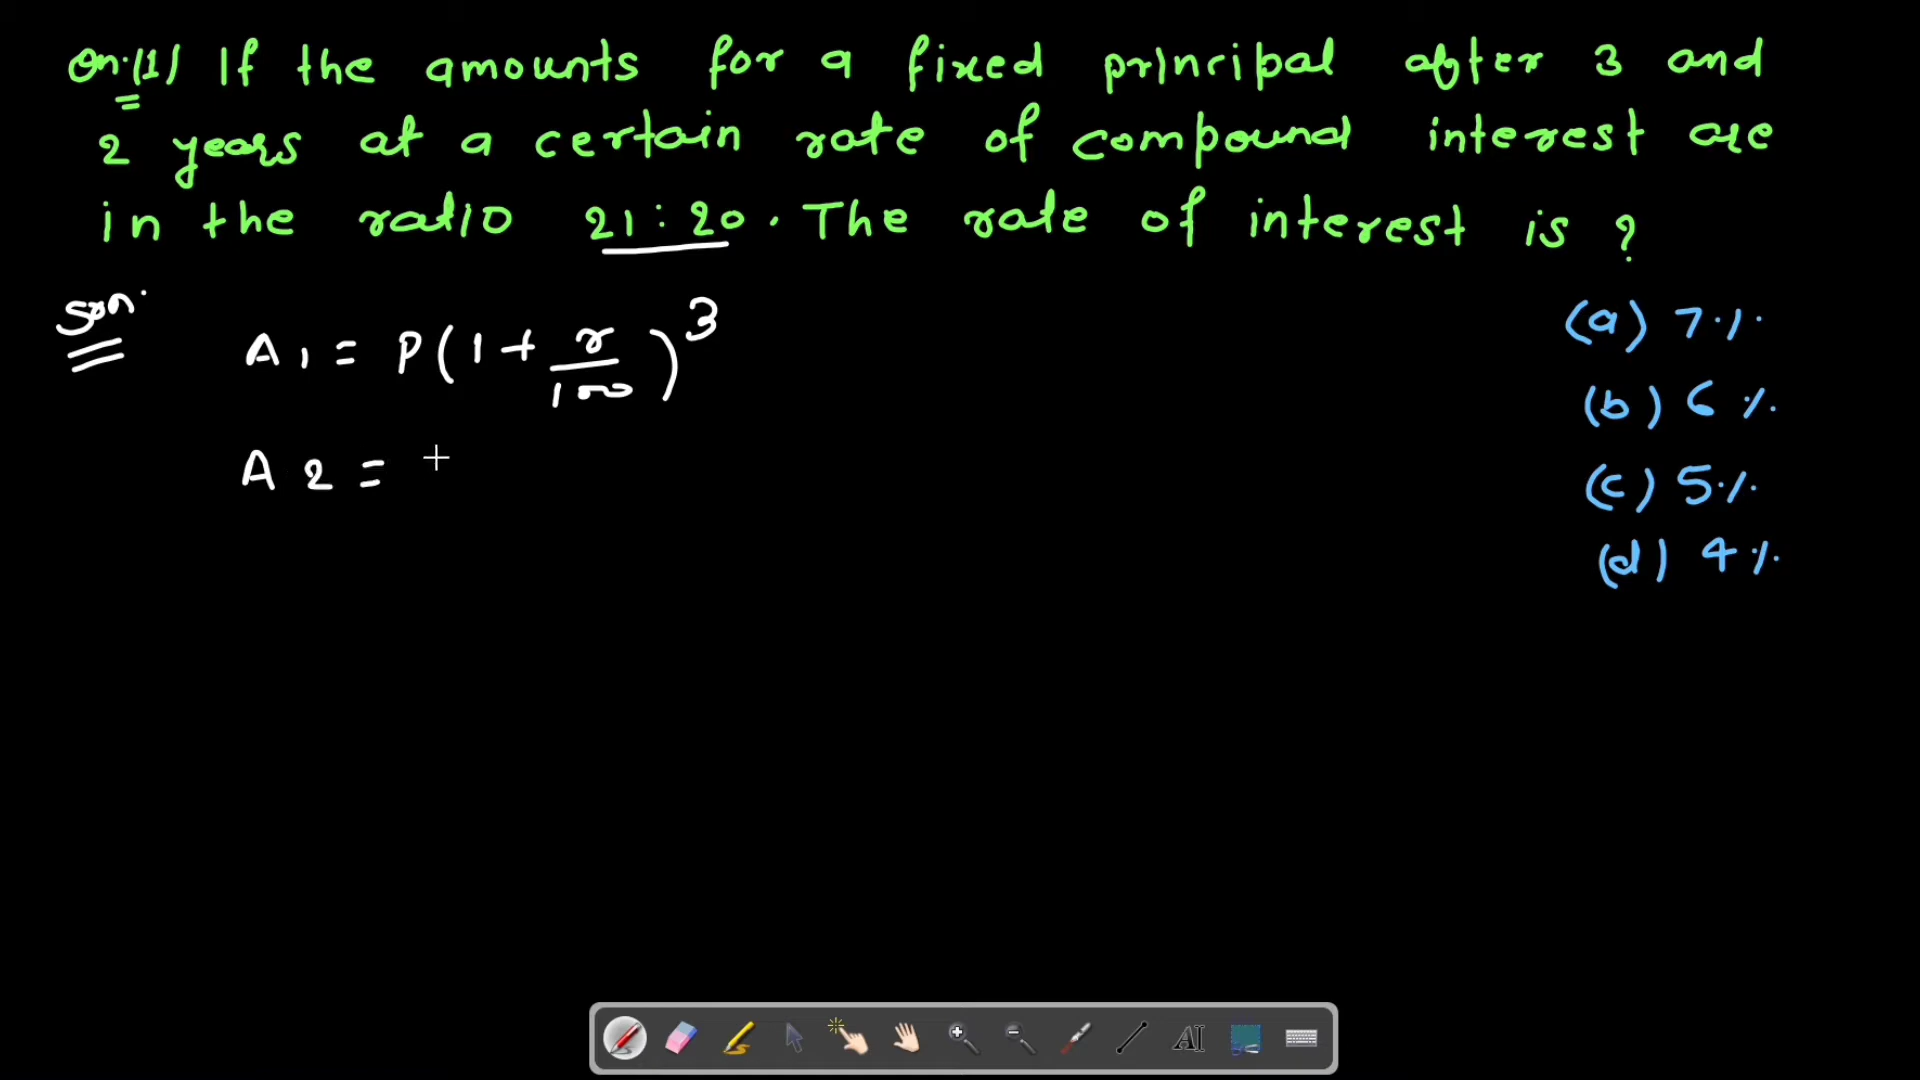 Qn.(1) If the amounts for a fixed principal after 3 and
2 years at a certain rate of compound interest are
in the ratio 21:20. The rate of interest is ?
Soln.
A1 = P(1+r/100)^3
A2 =
(a) 7%
(b) 6%
(c) 5%
(d) 4%
AI